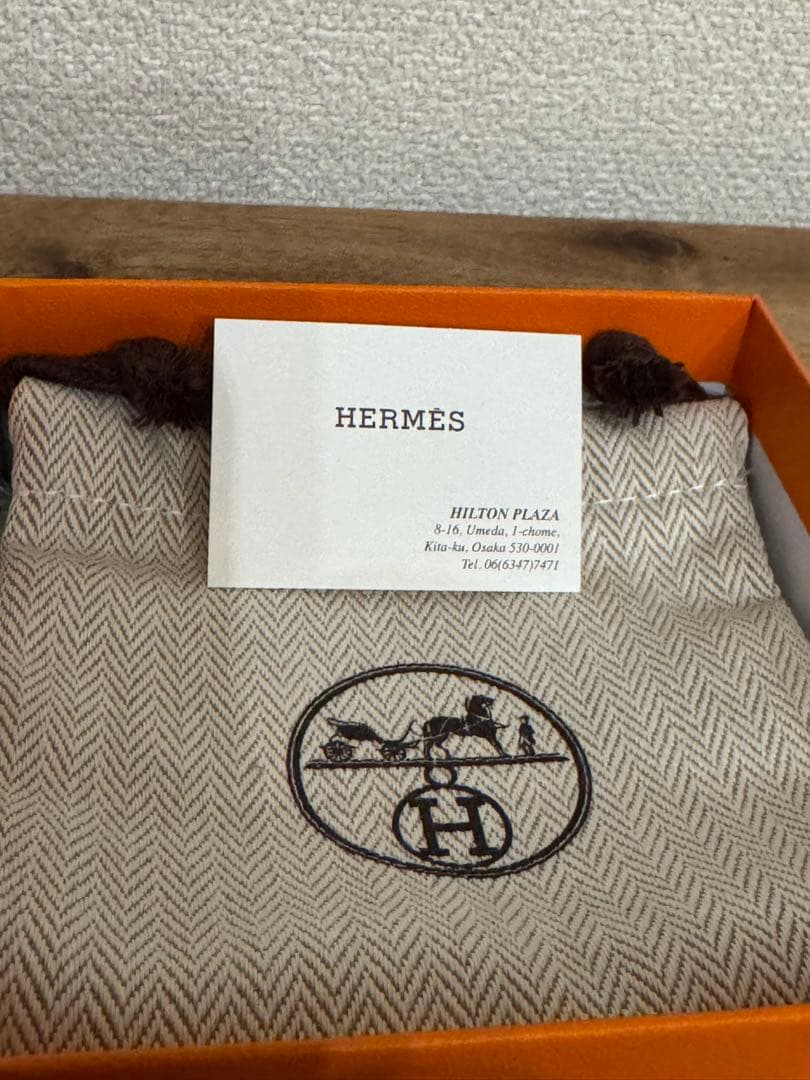 HERMÈS
HILTON PLAZA
8-16, Umeda, 1-chome,
Kita-ku, Osaka 530-0001
Tel. 06(6347)7471
H